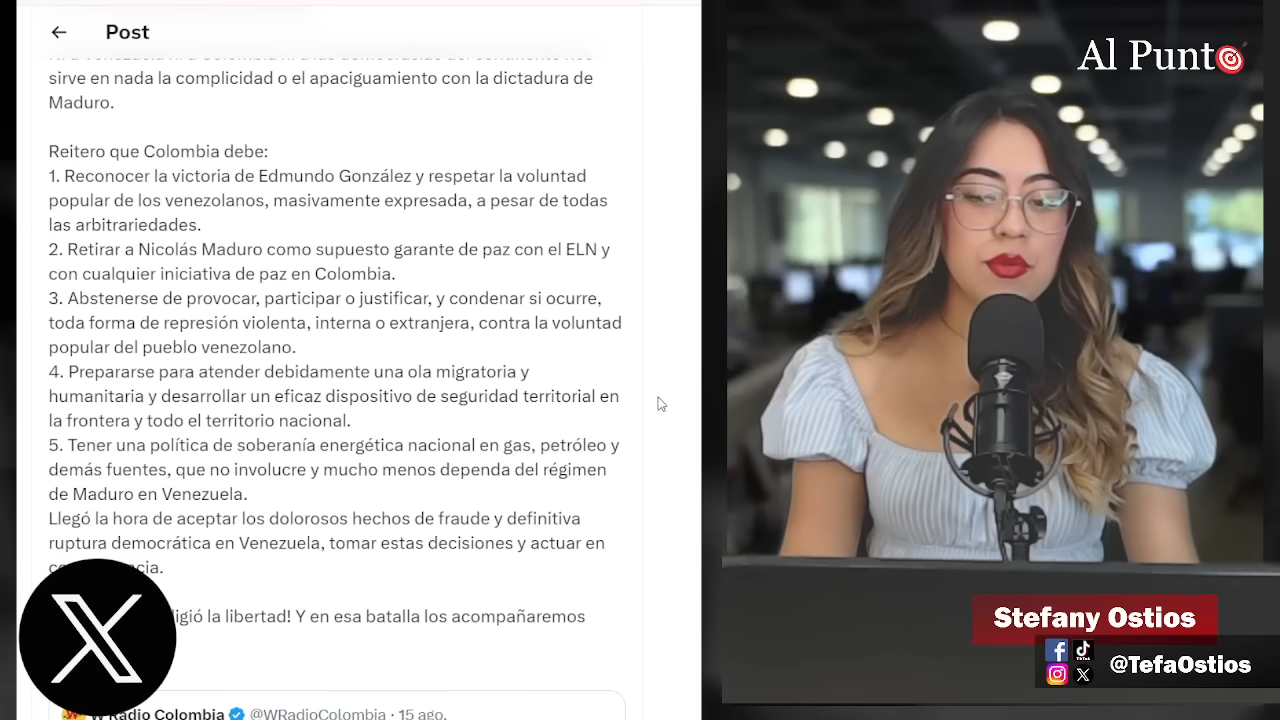 Post
sirve en nada la complicidad o el apaciguamiento con la dictadura de
Maduro.
Reitero que Colombia debe:
1. Reconocer la victoria de Edmundo González y respetar la voluntad
popular de los venezolanos, masivamente expresada, a pesar de todas
las arbitrariedades.
2. Retirar a Nicolás Maduro como supuesto garante de paz con el ELN y
con cualquier iniciativa de paz en Colombia.
3. Abstenerse de provocar, participar o justificar, y condenar si ocurre,
toda forma de represión violenta, interna o extranjera, contra la voluntad
popular del pueblo venezolano.
4. Prepararse para atender debidamente una ola migratoria y
humanitaria y desarrollar un eficaz dispositivo de seguridad territorial en
la frontera y todo el territorio nacional.
5. Tener una política de soberanía energética nacional en gas, petróleo y
demás fuentes, que no involucre y mucho menos dependa del régimen
de Maduro en Venezuela.
Llegó la hora de aceptar los dolorosos hechos de fraude y definitiva
ruptura democrática en Venezuela, tomar estas decisiones y actuar en
la libertad! Y en esa batalla los acompañaremos
W Radio Colombia @WRadioColombia · 15 ago.
Al Punto
Stefany Ostios
@TefaOstios